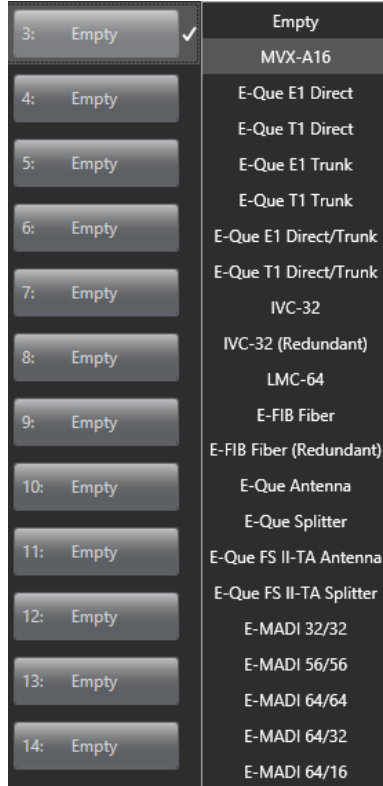 3: Empty
4: Empty
5: Empty
6: Empty
7: Empty
8: Empty
9: Empty
10: Empty
11: Empty
12: Empty
13: Empty
14: Empty
Empty
MVX-A16
E-Que E1 Direct
E-Que T1 Direct
E-Que E1 Trunk
E-Que T1 Trunk
E-Que E1 Direct/Trunk
E-Que T1 Direct/Trunk
IVC-32
IVC-32 (Redundant)
LMC-64
E-FIB Fiber
E-FIB Fiber (Redundant)
E-Que Antenna
E-Que Splitter
E-Que FS II-TA Antenna
E-Que FS II-TA Splitter
E-MADI 32/32
E-MADI 56/56
E-MADI 64/64
E-MADI 64/32
E-MADI 64/16